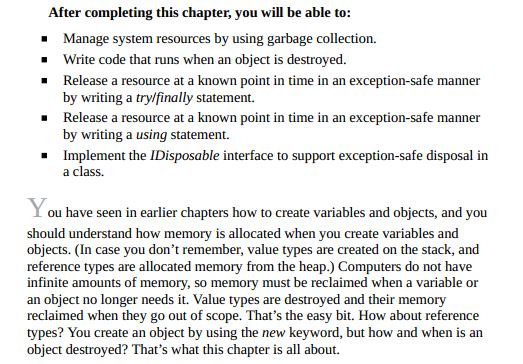 After completing this chapter, you will be able to:
▪ Manage system resources by using garbage collection.
▪ Write code that runs when an object is destroyed.
▪ Release a resource at a known point in time in an exception-safe manner
by writing a try/finally statement.
▪ Release a resource at a known point in time in an exception-safe manner
by writing a using statement.
▪ Implement the IDisposable interface to support exception-safe disposal in
a class.
You have seen in earlier chapters how to create variables and objects, and you
should understand how memory is allocated when you create variables and
objects. (In case you don’t remember, value types are created on the stack, and
reference types are allocated memory from the heap.) Computers do not have
infinite amounts of memory, so memory must be reclaimed when a variable or
an object no longer needs it. Value types are destroyed and their memory
reclaimed when they go out of scope. That’s the easy bit. How about reference
types? You create an object by using the new keyword, but how and when is an
object destroyed? That’s what this chapter is all about.